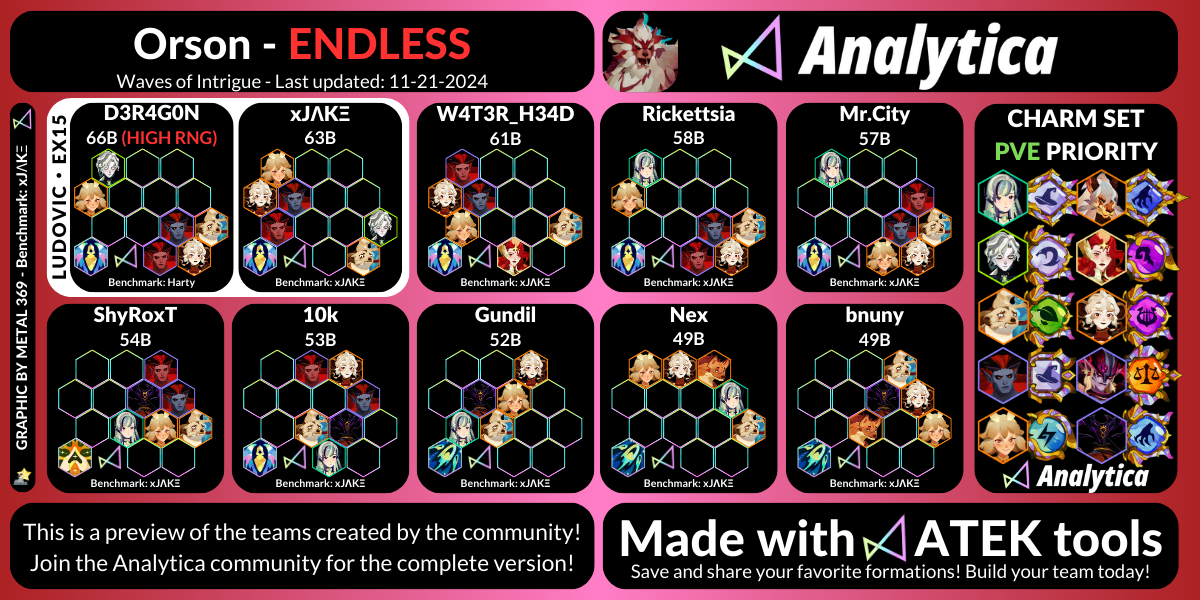 Orson - ENDLESS
Waves of Intrigue - Last updated: 11-21-2024
Analytica
GRAPHIC BY METAL 369 - Benchmark: xJΛKΞ
LUDOVIC • EX15
D3R4G0N
66B (HIGH RNG)
Benchmark: Harty
xJΛKΞ
63B
Benchmark: xJΛKΞ
W4T3R_H34D
61B
Benchmark: xJΛKΞ
Rickettsia
58B
Benchmark: xJΛKΞ
Mr.City
57B
Benchmark: xJΛKΞ
CHARM SET
PVE PRIORITY
Analytica
ShyRoxT
54B
Benchmark: xJΛKΞ
10k
53B
Benchmark: xJΛKΞ
Gundil
52B
Benchmark: xJΛKΞ
Nex
49B
Benchmark: xJΛKΞ
bnuny
49B
Benchmark: xJΛKΞ
This is a preview of the teams created by the community!
Join the Analytica community for the complete version!
Made with ATEK tools
Save and share your favorite formations! Build your team today!